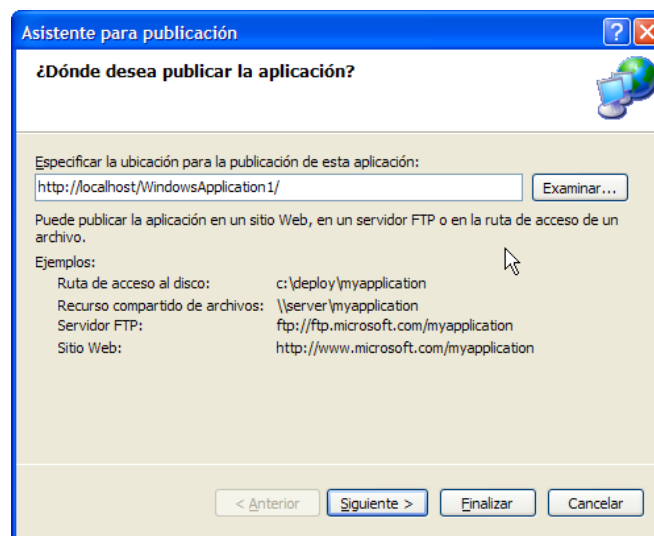 Asistente para publicación
¿Dónde desea publicar la aplicación?
Especificar la ubicación para la publicación de esta aplicación:
http://localhost/WindowsApplication1/
Examinar...
Puede publicar la aplicación en un sitio Web, en un servidor FTP o en la ruta de acceso de un
archivo.
Ejemplos:
Ruta de acceso al disco: c:\deploy\myapplication
Recurso compartido de archivos: \\server\myapplication
Servidor FTP: ftp://ftp.microsoft.com/myapplication
Sitio Web: http://www.microsoft.com/myapplication
< Anterior Siguiente > Finalizar Cancelar